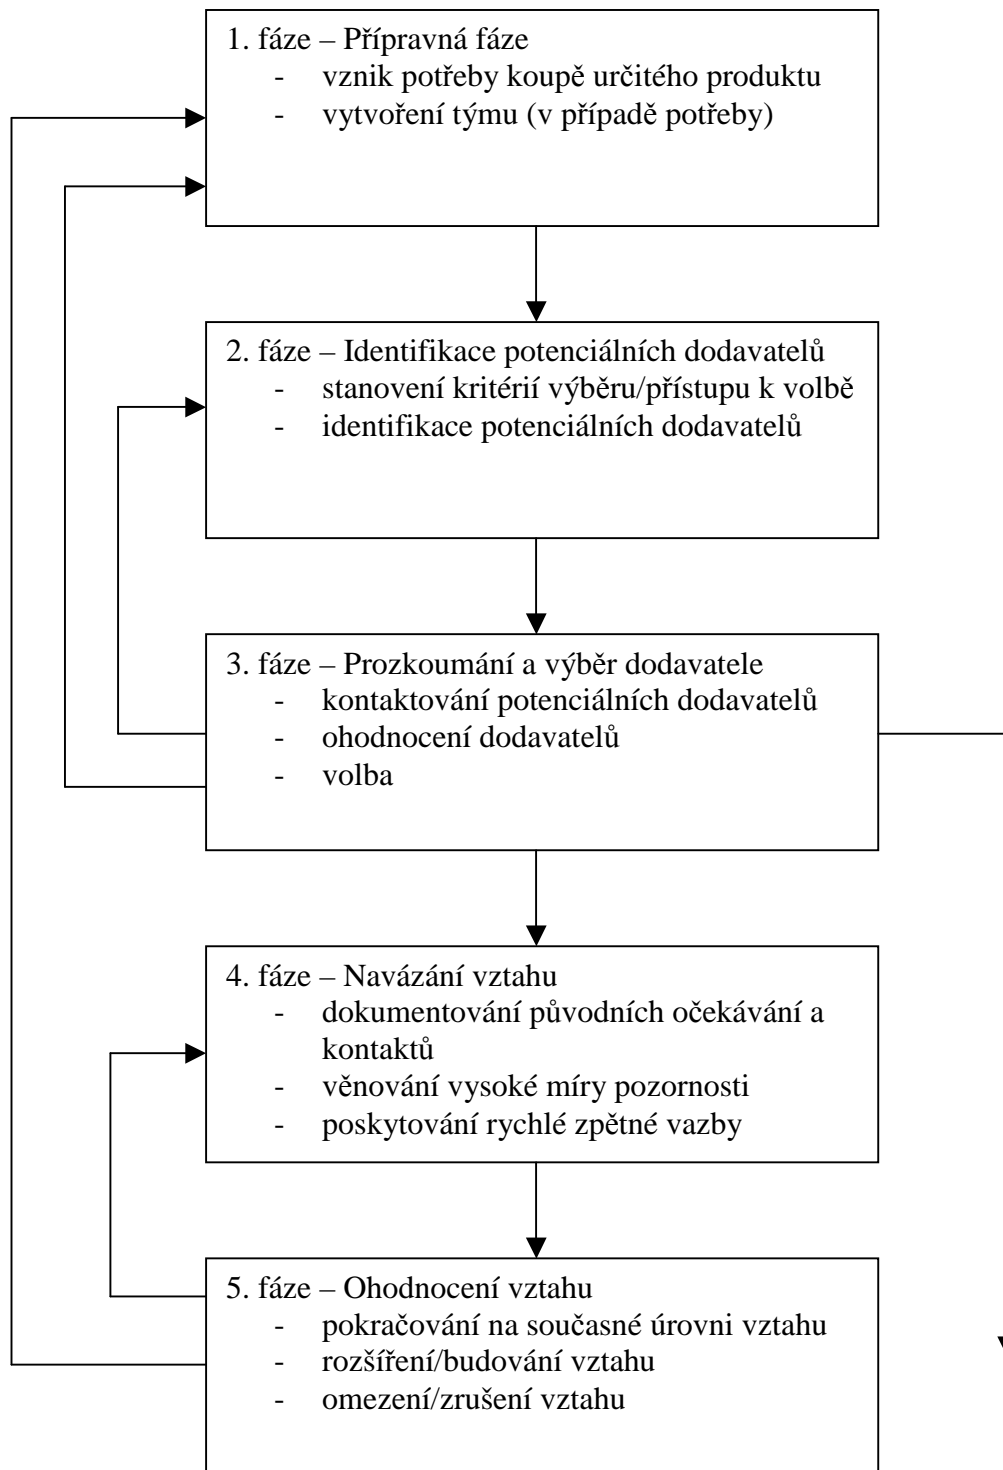 1. fáze – Přípravná fáze
- vznik potřeby koupě určitého produktu
- vytvoření týmu (v případě potřeby)
2. fáze – Identifikace potenciálních dodavatelů
- stanovení kritérií výběru/přístupu k volbě
- identifikace potenciálních dodavatelů
3. fáze – Prozkoumání a výběr dodavatele
- kontaktování potenciálních dodavatelů
- ohodnocení dodavatelů
- volba
4. fáze – Navázání vztahu
- dokumentování původních očekávání a
kontaktů
- věnování vysoké míry pozornosti
- poskytování rychlé zpětné vazby
5. fáze – Ohodnocení vztahu
- pokračování na současné úrovni vztahu
- rozšíření/budování vztahu
- omezení/zrušení vztahu